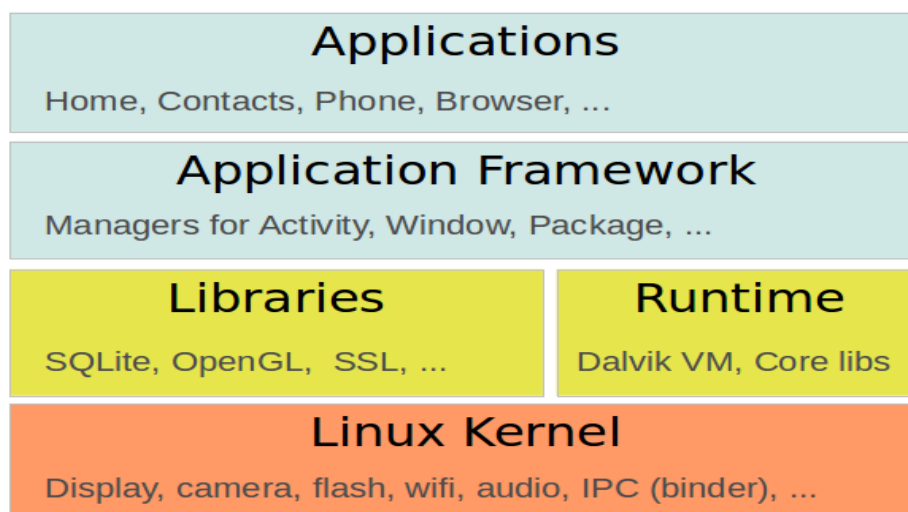 Applications
Home, Contacts, Phone, Browser, ...
Application Framework
Managers for Activity, Window, Package, ...
Libraries
SQLite, OpenGL, SSL, ...
Runtime
Dalvik VM, Core libs
Linux Kernel
Display, camera, flash, wifi, audio, IPC (binder), ...